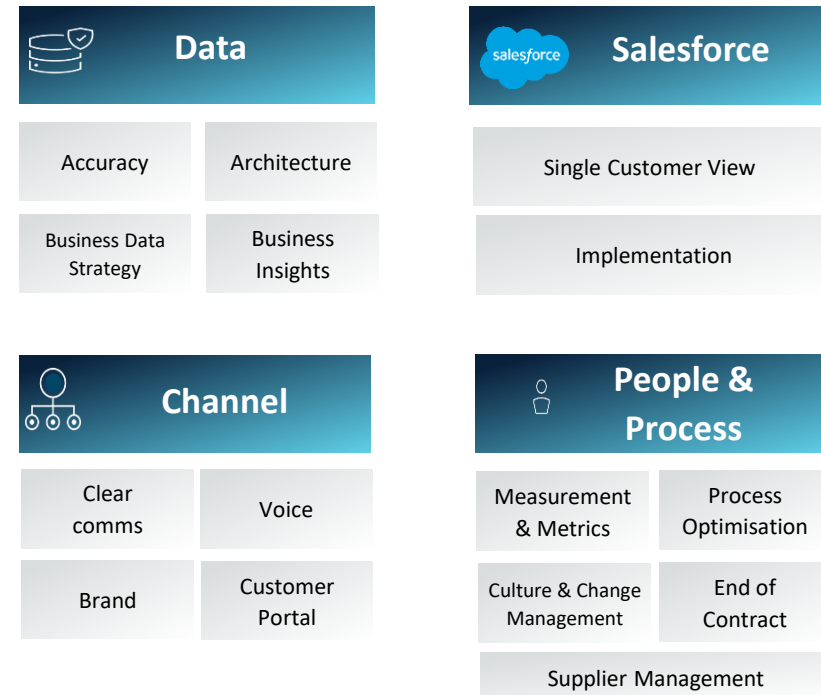 Data
Accuracy
Architecture
Business Data
Strategy
Business
Insights
salesforce
Salesforce
Single Customer View
Implementation
Channel
Clear
comms
Voice
Brand
Customer
Portal
People &
Process
Measurement
& Metrics
Process
Optimisation
Culture & Change
Management
End of
Contract
Supplier Management